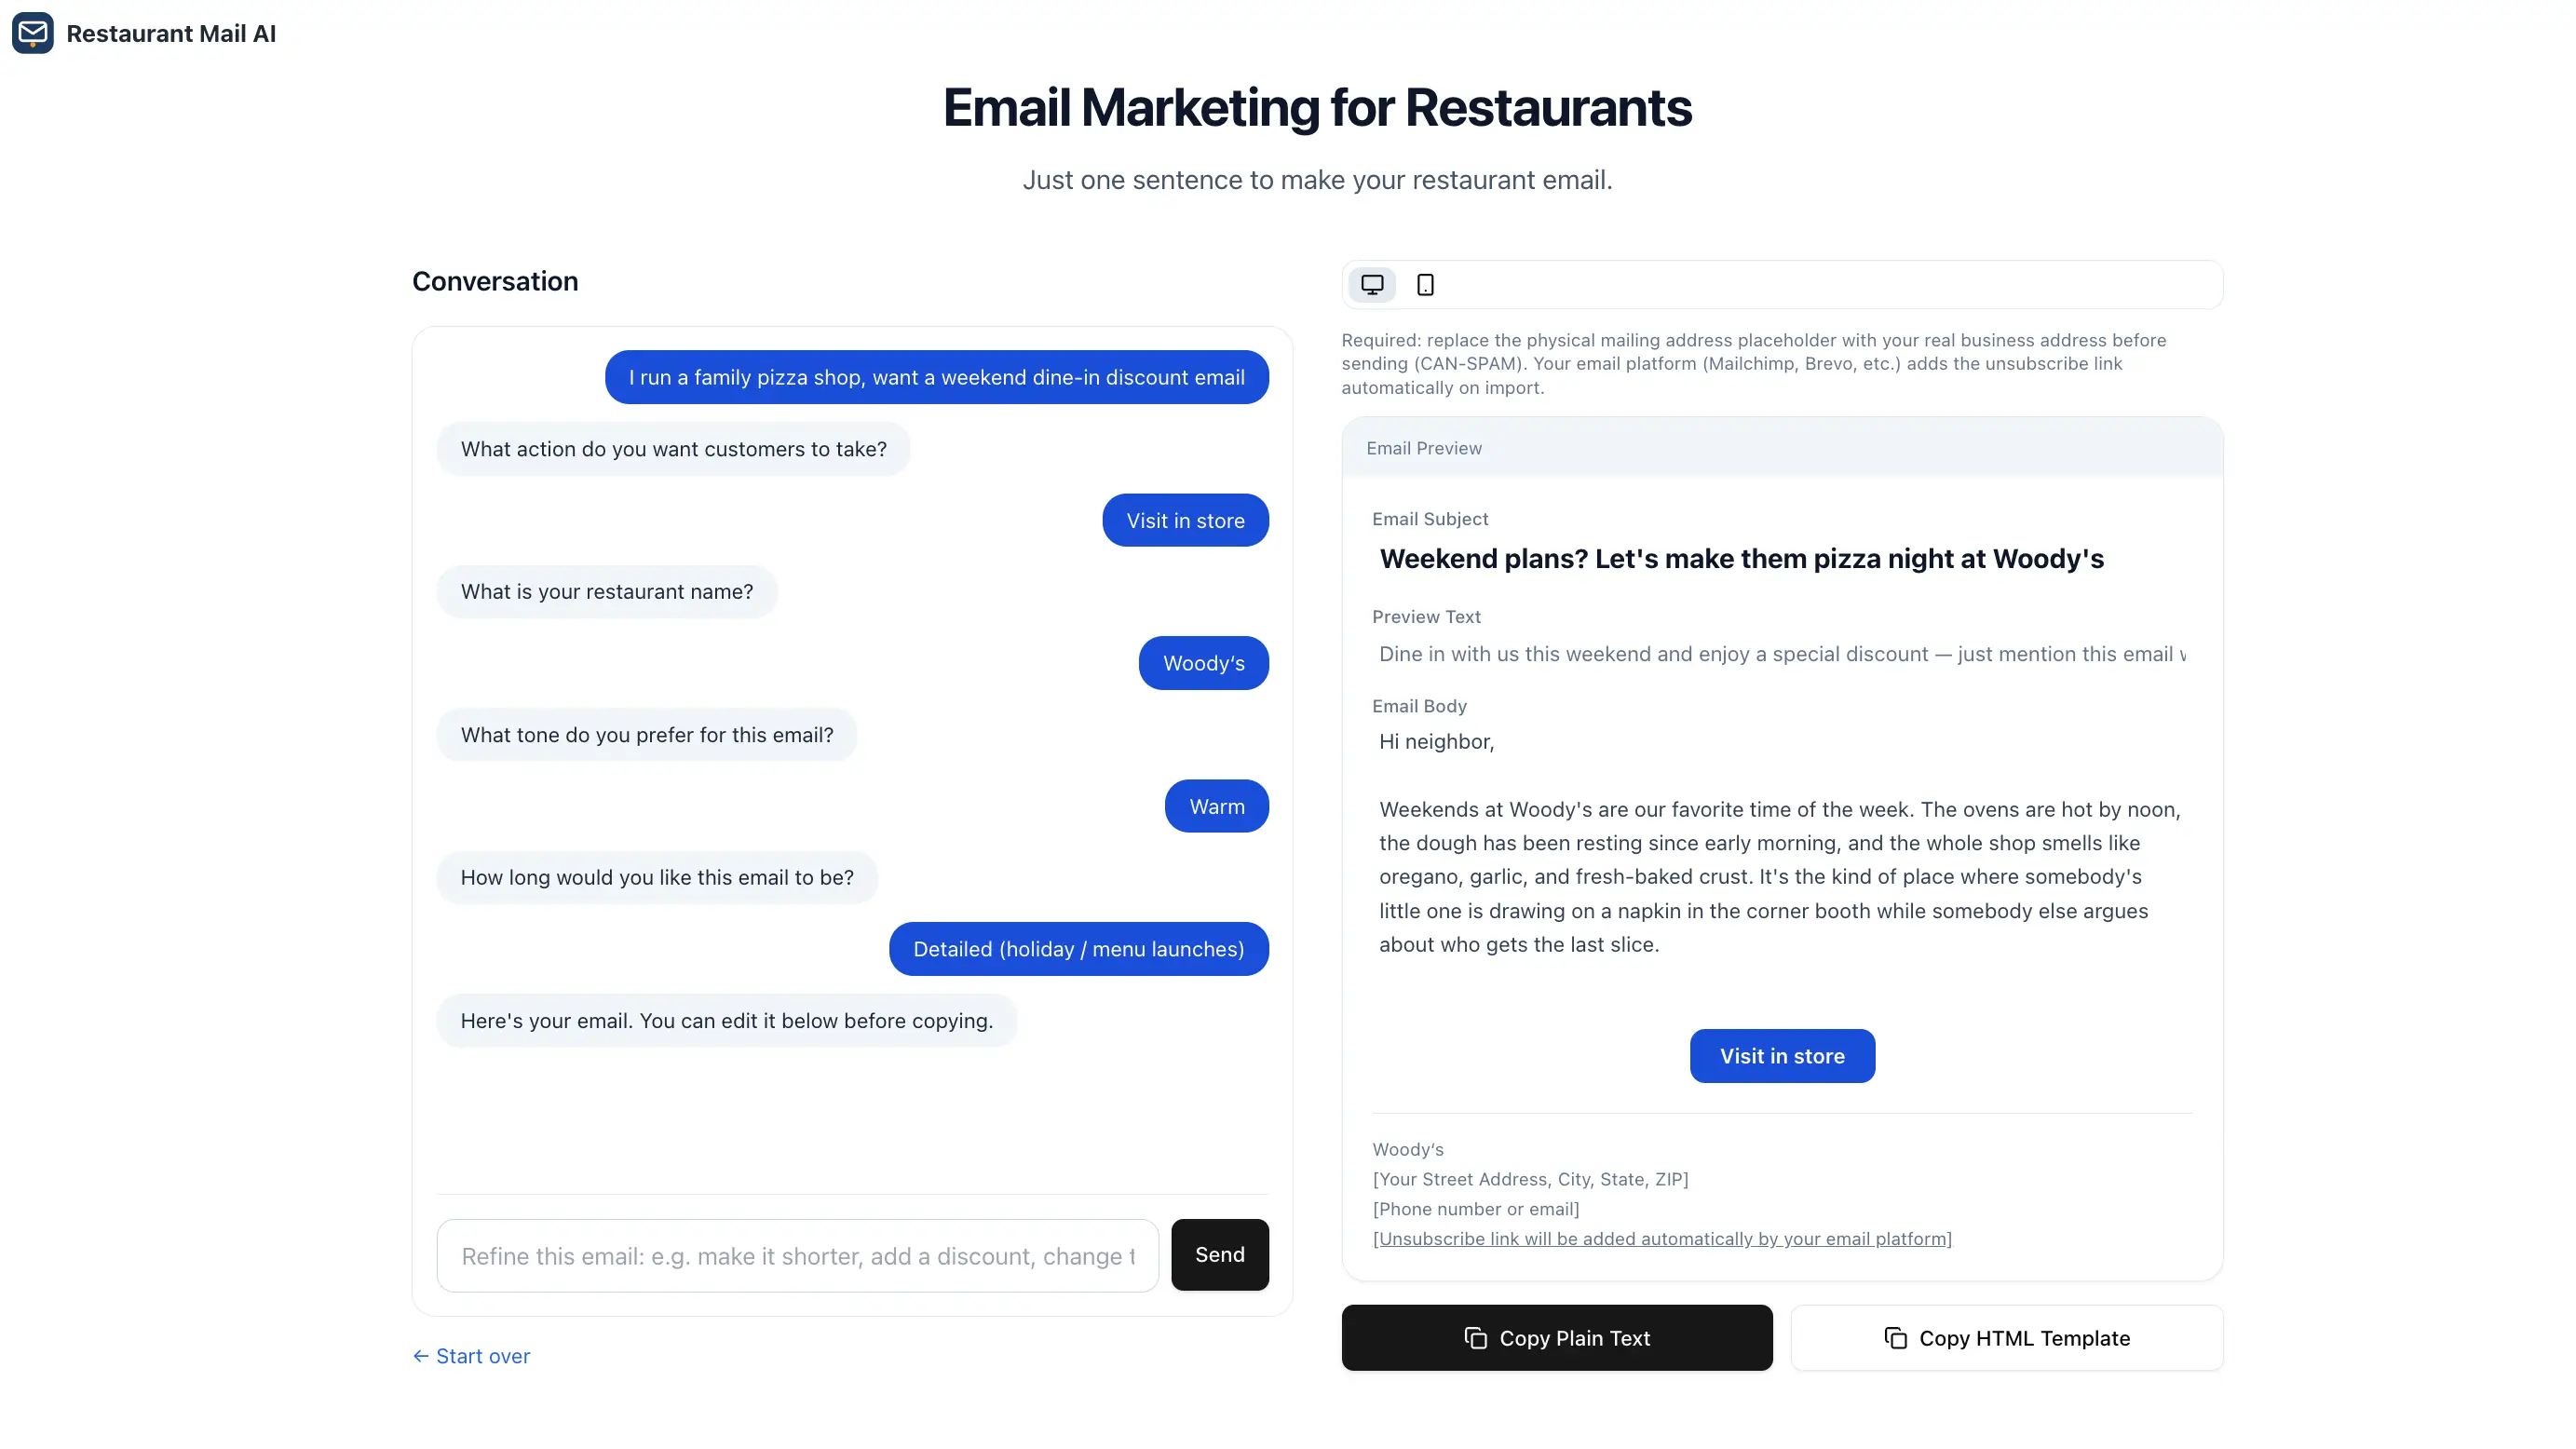 Restaurant Mail AI
Email Marketing for Restaurants
Just one sentence to make your restaurant email.
Conversation
I run a family pizza shop, want a weekend dine-in discount email
What action do you want customers to take?
Visit in store
What is your restaurant name?
Woody‘s
What tone do you prefer for this email?
Warm
How long would you like this email to be?
Detailed (holiday / menu launches)
Here's your email. You can edit it below before copying.
Refine this email: e.g. make it shorter, add a discount, change t
Send
← Start over
Required: replace the physical mailing address placeholder with your real business address before
sending (CAN-SPAM). Your email platform (Mailchimp, Brevo, etc.) adds the unsubscribe link
automatically on import.
Email Preview
Email Subject
Weekend plans? Let's make them pizza night at Woody's
Preview Text
Dine in with us this weekend and enjoy a special discount — just mention this email
Email Body
Hi neighbor,
Weekends at Woody's are our favorite time of the week. The ovens are hot by noon,
the dough has been resting since early morning, and the whole shop smells like
oregano, garlic, and fresh-baked crust. It's the kind of place where somebody's
little one is drawing on a napkin in the corner booth while somebody else argues
about who gets the last slice.
Visit in store
Woody‘s
[Your Street Address, City, State, ZIP]
[Phone number or email]
[Unsubscribe link will be added automatically by your email platform]
Copy Plain Text
Copy HTML Template